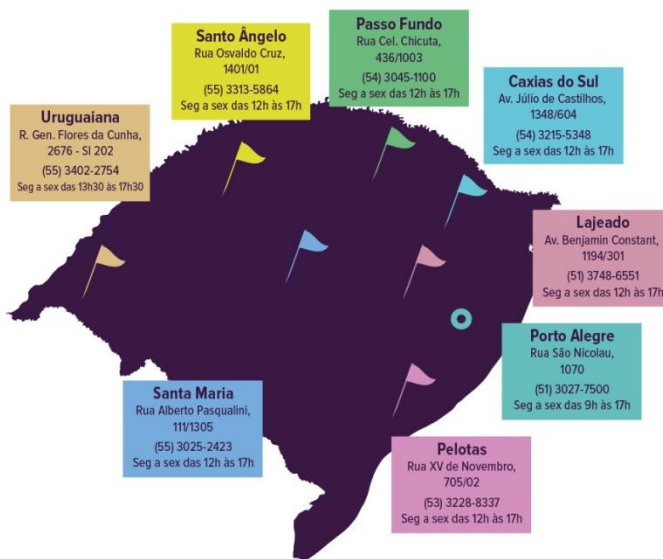 Santo Ângelo
Rua Osvaldo Cruz,
1401/01
(55) 3313-5864
Seg a sex das 12h às 17h
Passo Fundo
Rua Cel. Chicuta,
436/1003
(54) 3045-1100
Seg a sex das 12h às 17h
Caxias do Sul
Av. Júlio de Castilhos,
1348/604
(54) 3215-5348
Seg a sex das 12h às 17h
Uruguaiana
R. Gen. Flores da Cunha,
2676 - Sl 202
(55) 3402-2754
Seg a sex das 13h30 às 17h30
Lajeado
Av. Benjamin Constant,
1194/301
(51) 3748-6551
Seg a sex das 12h às 17h
Porto Alegre
Rua São Nicolau,
1070
(51) 3027-7500
Seg a sex das 9h às 17h
Santa Maria
Rua Alberto Pasqualini,
111/1305
(55) 3025-2423
Seg a sex das 12h às 17h
Pelotas
Rua XV de Novembro,
705/02
(53) 3228-8337
Seg a sex das 12h às 17h